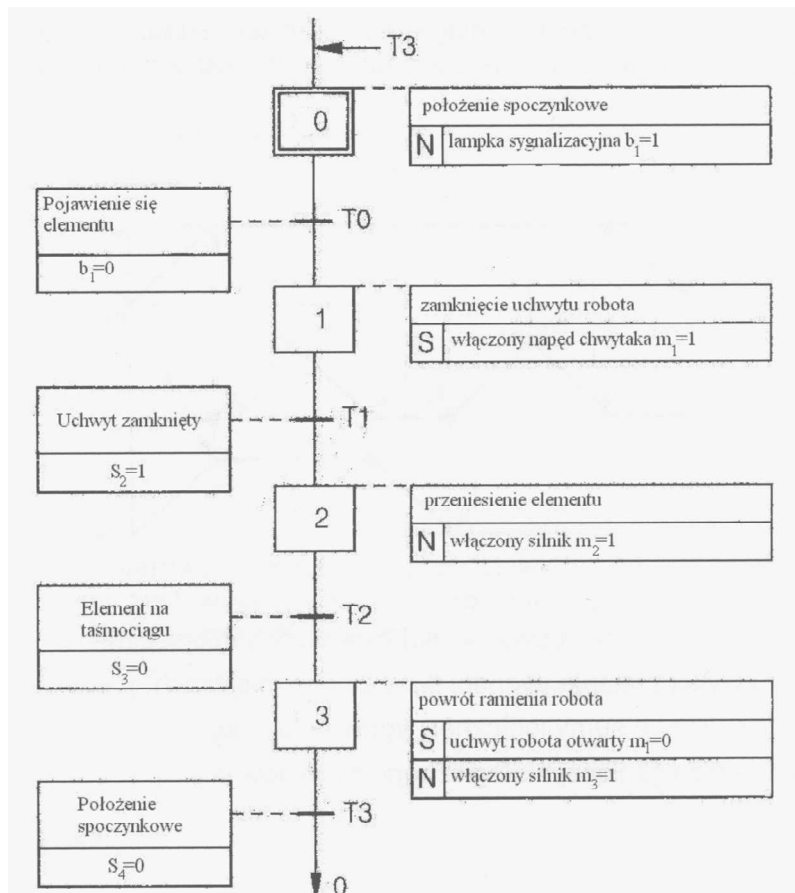 T3
0
położenie spoczynkowe
N lampka sygnalizacyjna b1=1
Pojawienie się
elementu
b1=0
T0
1
zamknięcie uchwytu robota
S włączony napęd chwytaka m1=1
Uchwyt zamknięty
S2=1
T1
2
przeniesienie elementu
N włączony silnik m2=1
Element na
taśmociągu
S3=0
T2
3
powrót ramienia robota
S uchwyt robota otwarty m1=0
N włączony silnik m3=1
Położenie
spoczynkowe
S4=0
T3
0